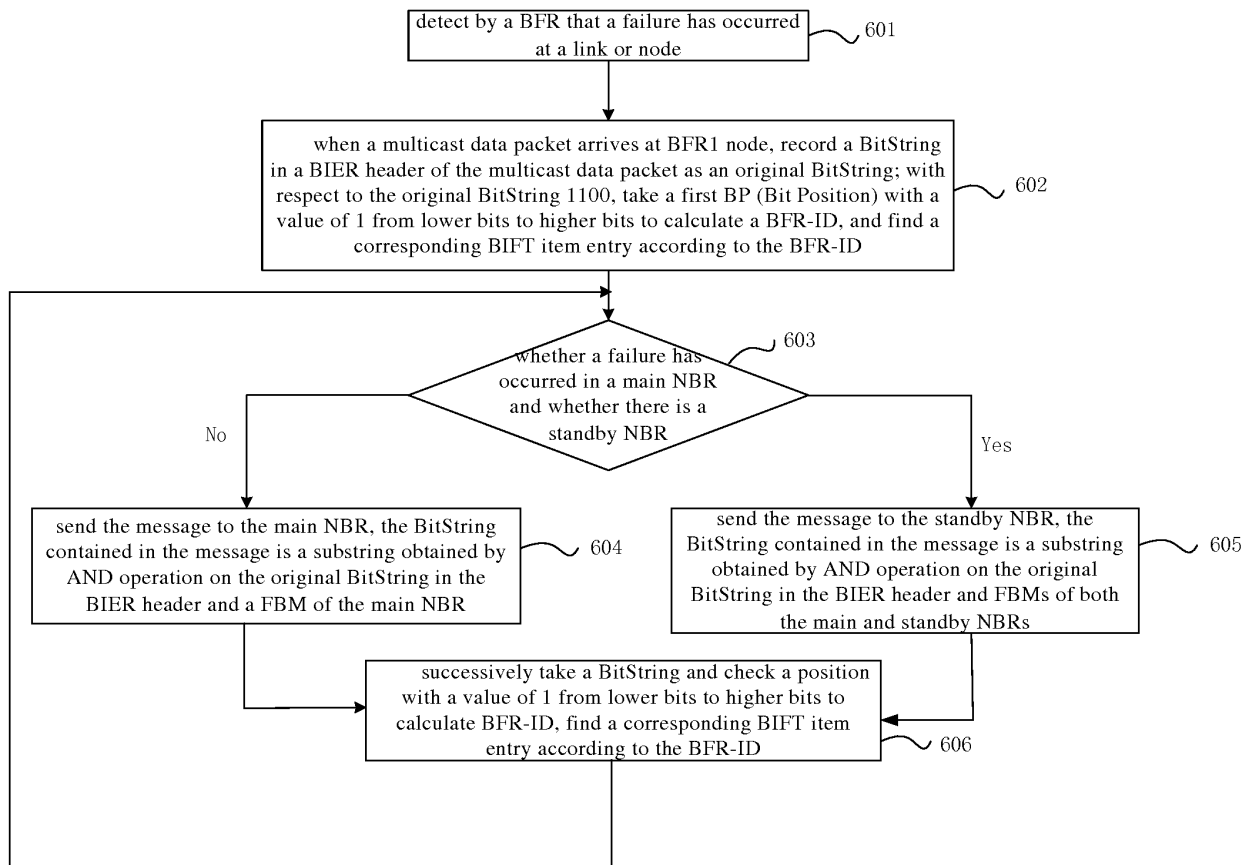 detect by a BFR that a failure has occurred
at a link or node
601
when a multicast data packet arrives at BFR1 node, record a BitString
in a BIER header of the multicast data packet as an original BitString; with
respect to the original BitString 1100, take a first BP (Bit Position) with a
value of 1 from lower bits to higher bits to calculate a BFR-ID, and find a
corresponding BIFT item entry according to the BFR-ID
602
whether a failure has
occurred in a main NBR
and whether there is a
standby NBR
603
No
Yes
send the message to the main NBR, the BitString
contained in the message is a substring obtained by
AND operation on the original BitString in the
BIER header and a FBM of the main NBR
604
send the message to the standby NBR, the
BitString contained in the message is a substring
obtained by AND operation on the original
BitString in the BIER header and FBMs of both
the main and standby NBRs
605
successively take a BitString and check a position
with a value of 1 from lower bits to higher bits to
calculate BFR-ID, find a corresponding BIFT item
entry according to the BFR-ID
606